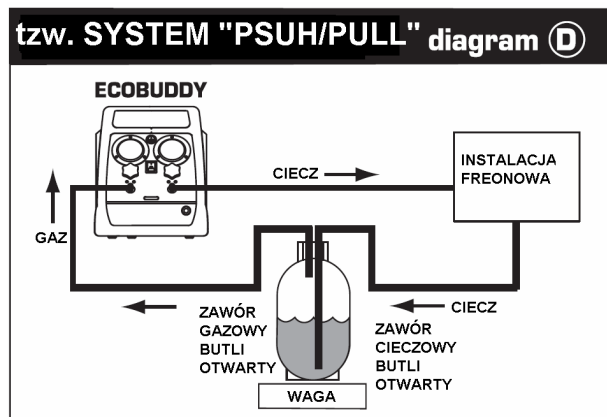 tzw. SYSTEM "PSUH/PULL" diagram D
ECOBUDDY
CIECZ
INSTALACJA
FREONOWA
GAZ
ZAWÓR
GAZOWY
BUTLI
OTWARTY
CIECZ
ZAWÓR
CIECZOWY
BUTLI
OTWARTY
WAGA